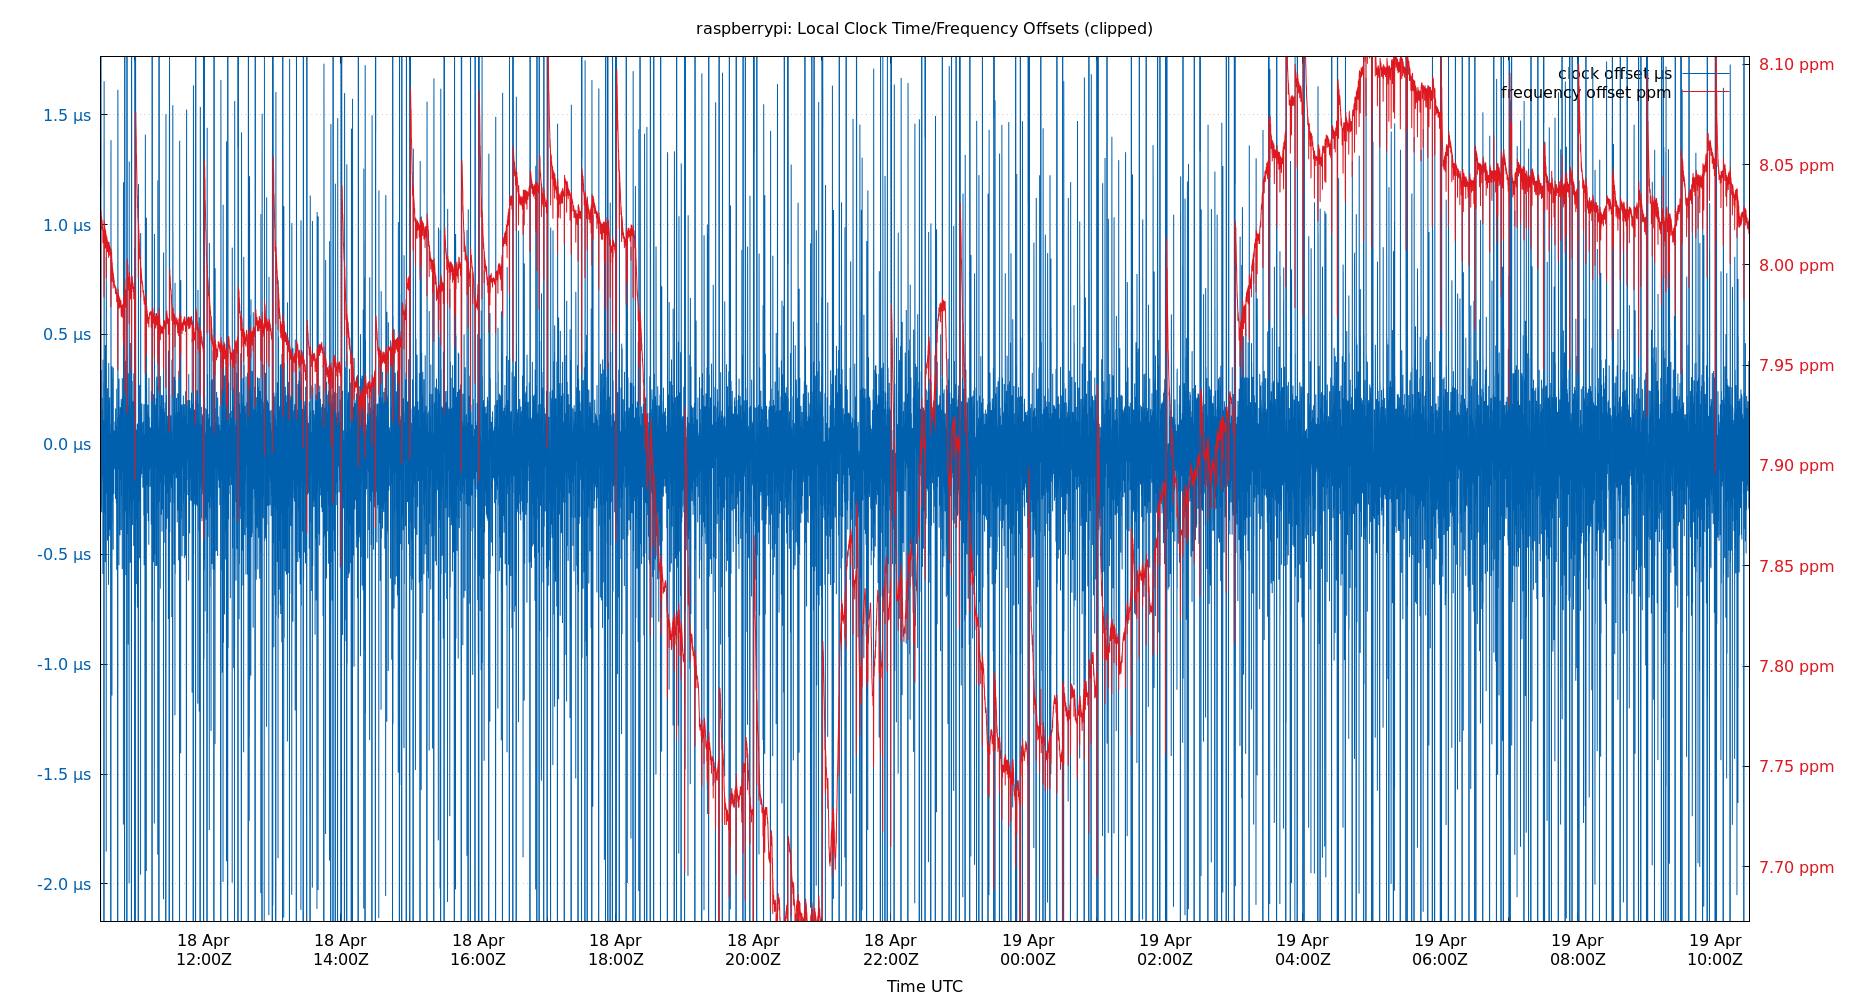 raspberrypi: Local Clock Time/Frequency Offsets (clipped)
clock offset µs
frequency offset ppm
1.5 µs
1.0 µs
0.5 µs
0.0 µs
-0.5 µs
-1.0 µs
-1.5 µs
-2.0 µs
8.10 ppm
8.05 ppm
8.00 ppm
7.95 ppm
7.90 ppm
7.85 ppm
7.80 ppm
7.75 ppm
7.70 ppm
18 Apr 18 Apr 18 Apr 18 Apr 18 Apr 18 Apr 19 Apr 19 Apr 19 Apr 19 Apr 19 Apr 19 Apr
12:00Z 14:00Z 16:00Z 18:00Z 20:00Z 22:00Z 00:00Z 02:00Z 04:00Z 06:00Z 08:00Z 10:00Z
Time UTC